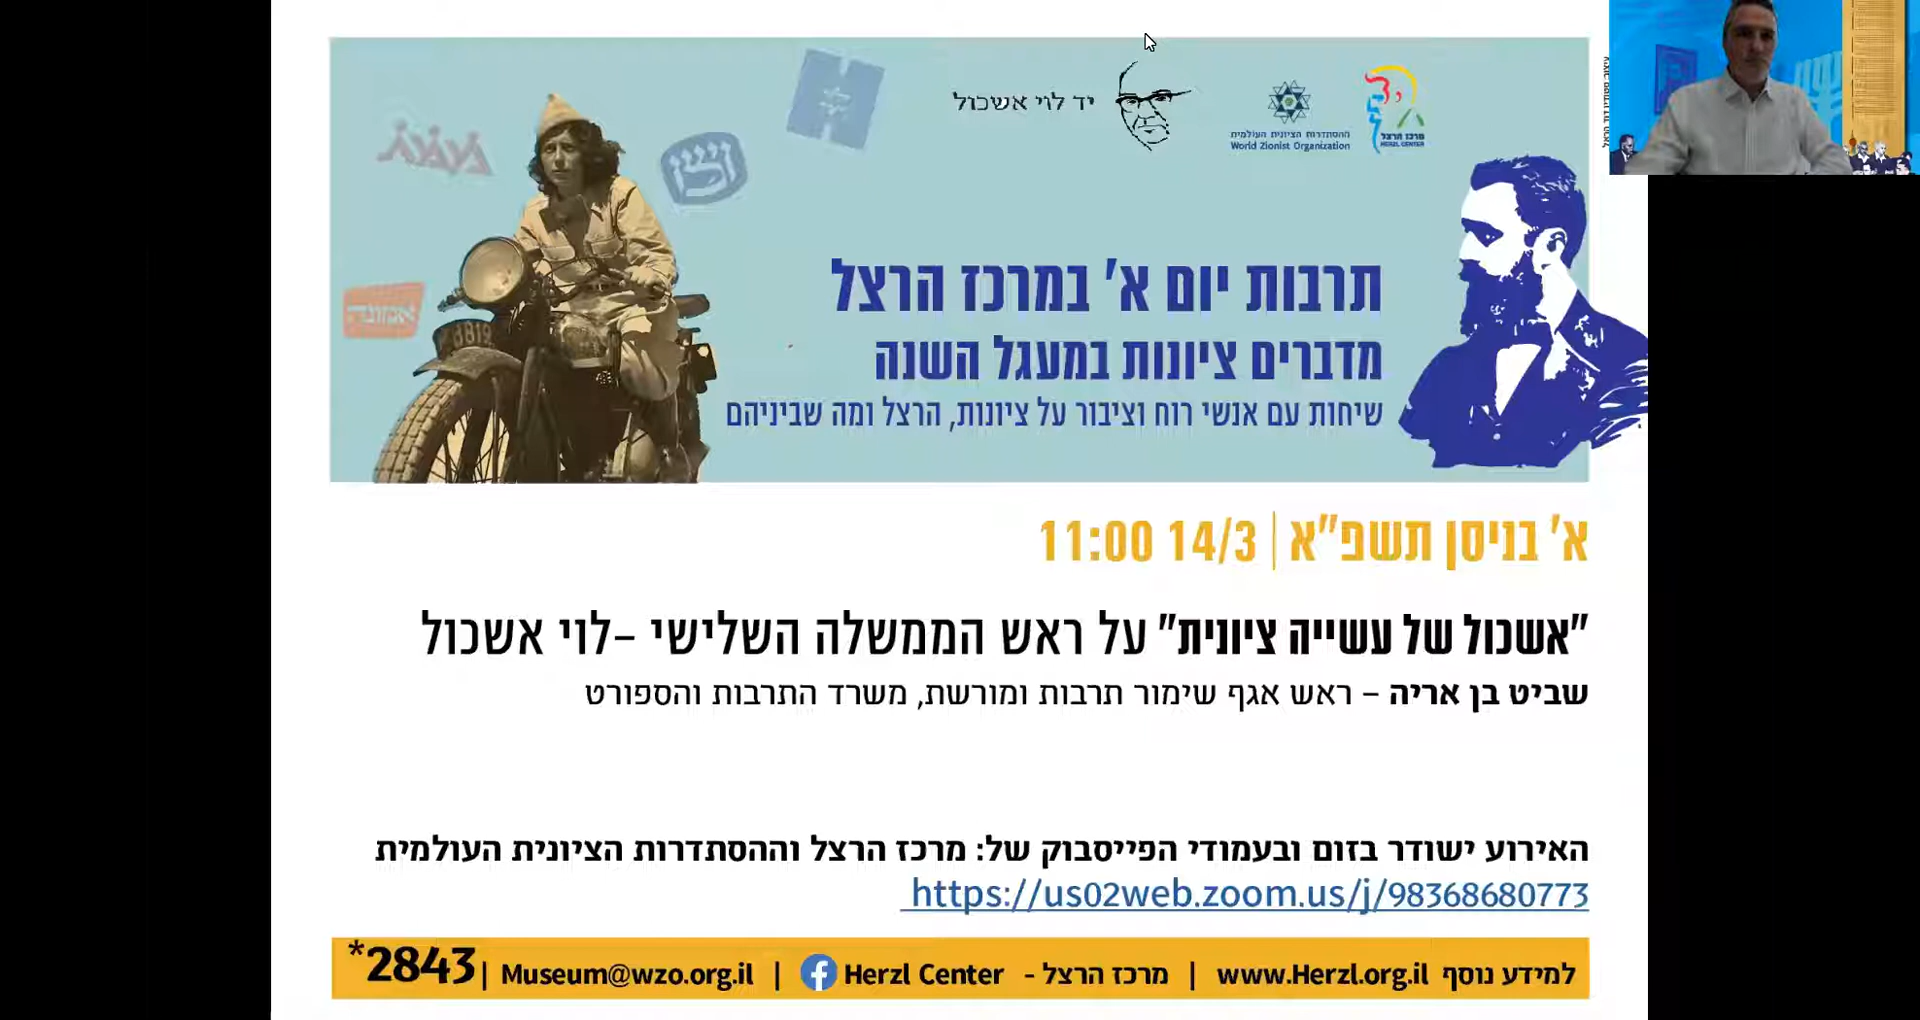 יד לוי אשכול
ההסתדרות הציונית העולמית
World Zionist Organization
מרכז הרצל
HERZL CENTER
אמונה
8819
תרבות יום א' במרכז הרצל
מדברים ציונות במעגל השנה
שיחות עם אנשי רוח וציבור על ציונות, הרצל ומה שביניהם
א' בניסן תשפ"א | 14/3 11:00
"אשכול של עשייה ציונית" על ראש הממשלה השלישי –לוי אשכול
שביט בן אריה – ראש אגף שימור תרבות ומורשת, משרד התרבות והספורט
האירוע ישודר בזום ובעמודי הפייסבוק של: מרכז הרצל וההסתדרות הציונית העולמית
https://us02web.zoom.us/j/98368680773
למידע נוסף www.Herzl.org.il | מרכז הרצל - Herzl Center | Museum@wzo.org.il | *2843